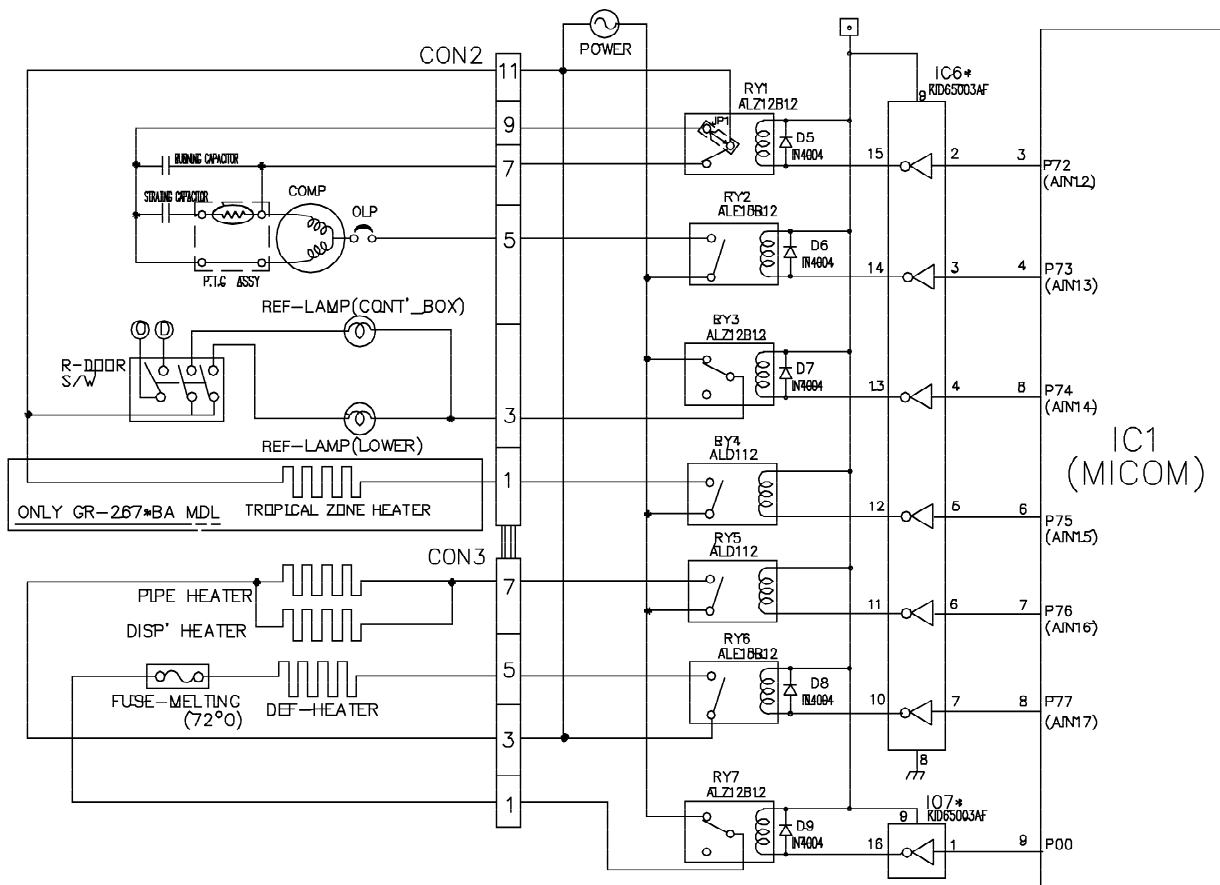 POWER
CON2
11
9
7
5
3
1
RUNNING CAPACITOR
COMP
OLP
P.T.C ASSY
REF-LAMP(CONT'_BOX)
R-DOOR
S/W
O D
REF-LAMP(LOWER)
ONLY GR-267*BA MDL
TROPICAL ZONE HEATER
CON3
7
5
3
1
PIPE HEATER
DISP' HEATER
FUSE-MELTING
(72°0)
DEF-HEATER
RY1
ALZ12B12
JP1
D5
IN4004
RY2
ALE15B12
D6
IN4004
RY3
ALZ12B12
D7
IN4004
RY4
ALD112
RY5
ALD112
RY6
ALE15B12
D8
IN4004
RY7
ALZ12B12
D9
IN4004
IC6*
KID65003AF
9
15 2 3 P72
(AIN12)
14 3 4 P73
(AIN13)
13 4 P74
(AIN14)
12 5 6 P75
(AIN15)
11 6 7 P76
(AIN16)
10 7 8 P77
(AIN17)
8
IC1
(MICOM)
IO7*
KID65003AF
9
16 1 9 P00